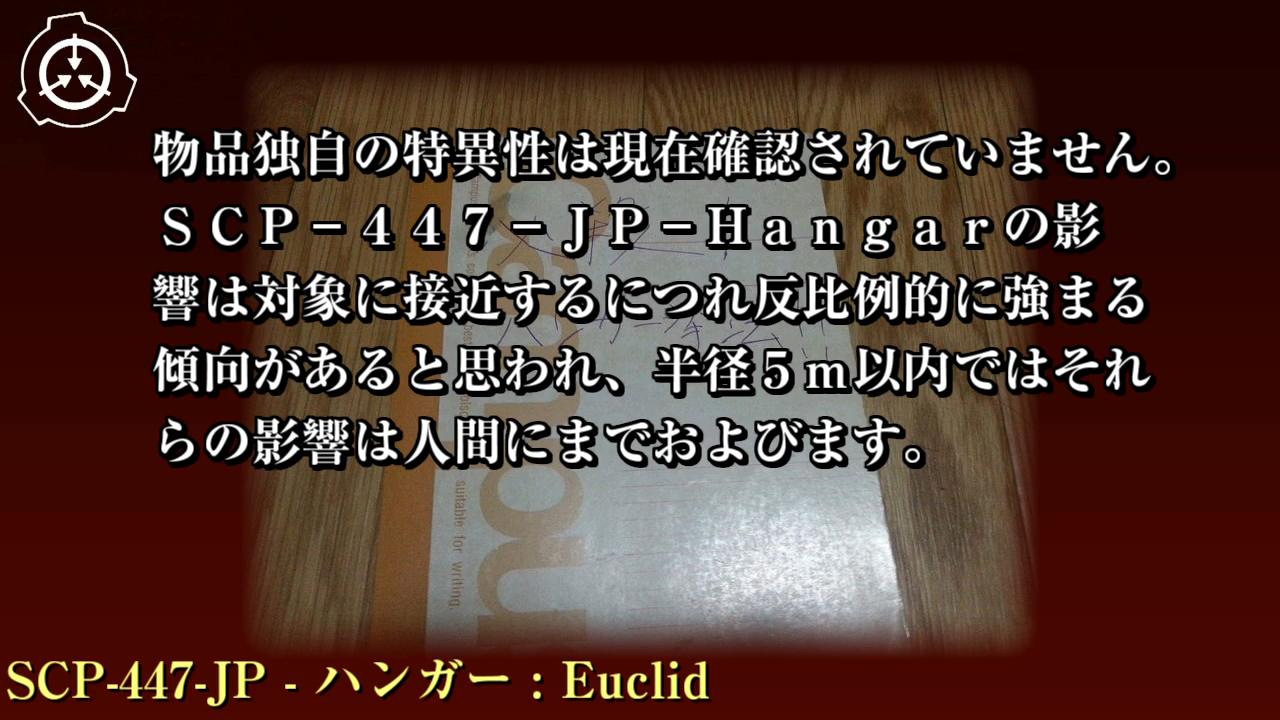 物品独自の特異性は現在確認されていません。
ＳＣＰ－４４７－ＪＰ－Ｈａｎｇａｒの影
響は対象に接近するにつれ反比例的に強まる
傾向があると思われ、半径５ｍ以内ではそれ
らの影響は人間にまでおよびます。
suitable for writing.
SCP-447-JP - ハンガー : Euclid